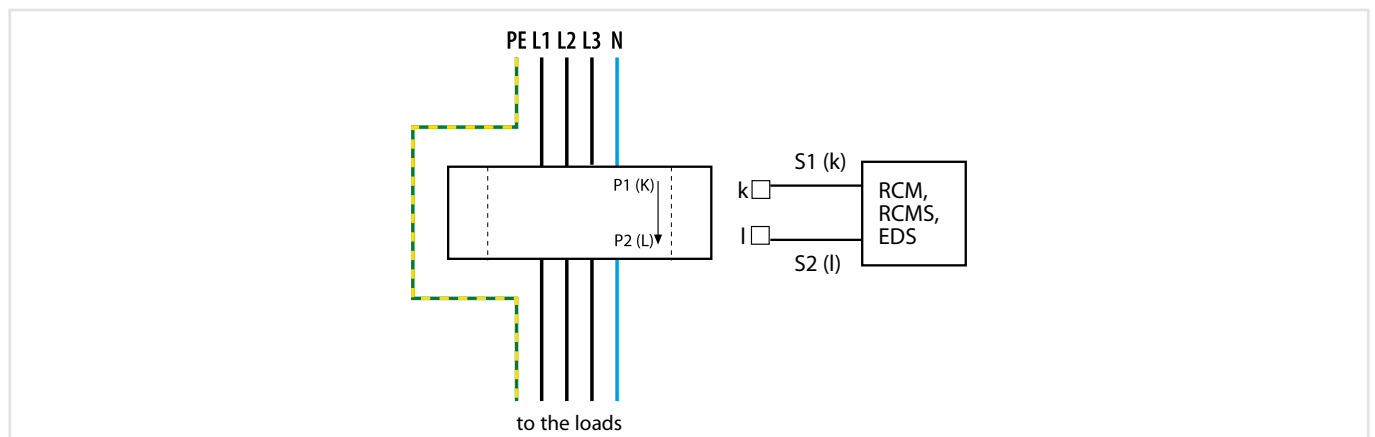 PE L1 L2 L3 N
P1 (K)
P2 (L)
to the loads
k
l
S1 (k)
S2 (l)
RCM,
RCMS,
EDS